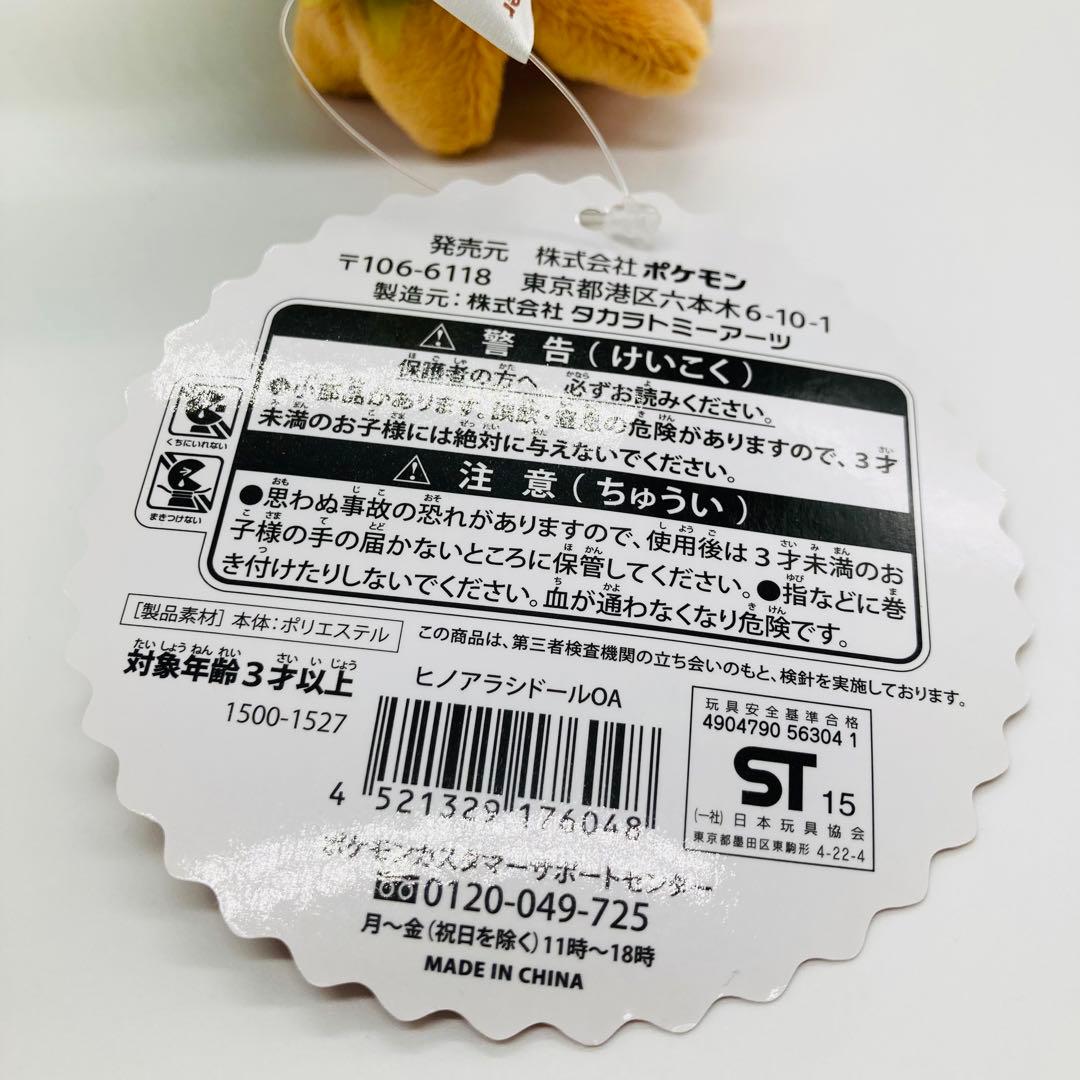 er
発売元 株式会社 ポケモン
〒106-6118 東京都港区六本木6-10-1
製造元：株式会社 タカラトミーアーツ
警告（けいこく）
保護者の方へ 必ずお読みください。
●小部品があります。誤飲・窒息の危険がありますので、3才
未満のお子様には絶対に与えないでください。
注意（ちゅうい）
●思わぬ事故の恐れがありますので、使用後は3才未満のお
子様の手の届かないところに保管してください。●指などに巻
き付けたりしないでください。血が通わなくなり危険です。
くちにいれない
まきつけない
［製品素材］本体：ポリエステル
この商品は、第三者検査機関の立ち会いのもと、検針を実施しております。
対象年齢3才以上
1500-1527
ヒノアラシドールOA
4 521329 176048
玩具安全基準合格
4904790 56304 1
ST 15
（一社）日本玩具協会
東京都墨田区東駒形 4-22-4
ポケモンカスタマーサポートセンター
0120-049-725
月～金（祝日を除く）11時～18時
MADE IN CHINA